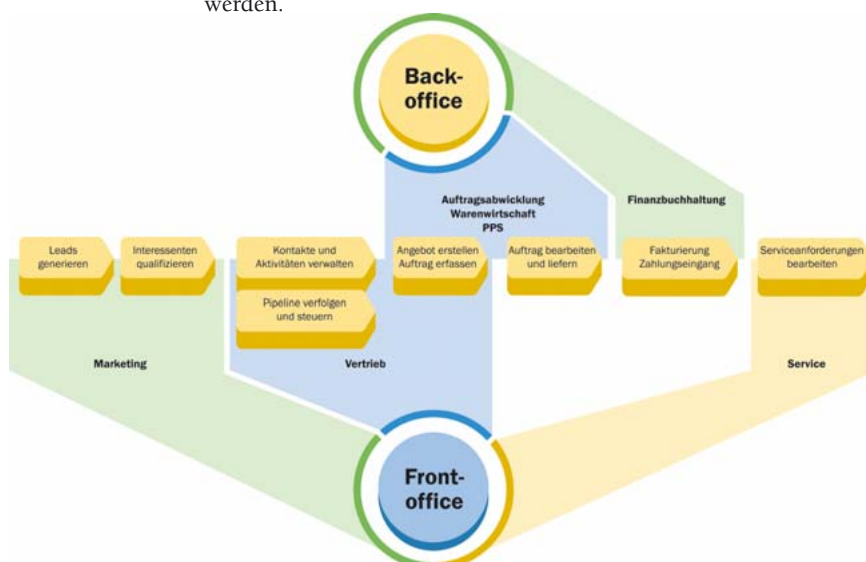 werden.
Back-
office
Auftragsabwicklung
Warenwirtschaft
PPS
Finanzbuchhaltung
Leads
generieren
Interessenten
qualifizieren
Kontakte und
Aktivitäten verwalten
Angebot erstellen
Auftrag erfassen
Auftrag bearbeiten
und liefern
Fakturierung
Zahlungseingang
Serviceanforderungen
bearbeiten
Pipeline verfolgen
und steuern
Marketing
Vertrieb
Service
Front-
office